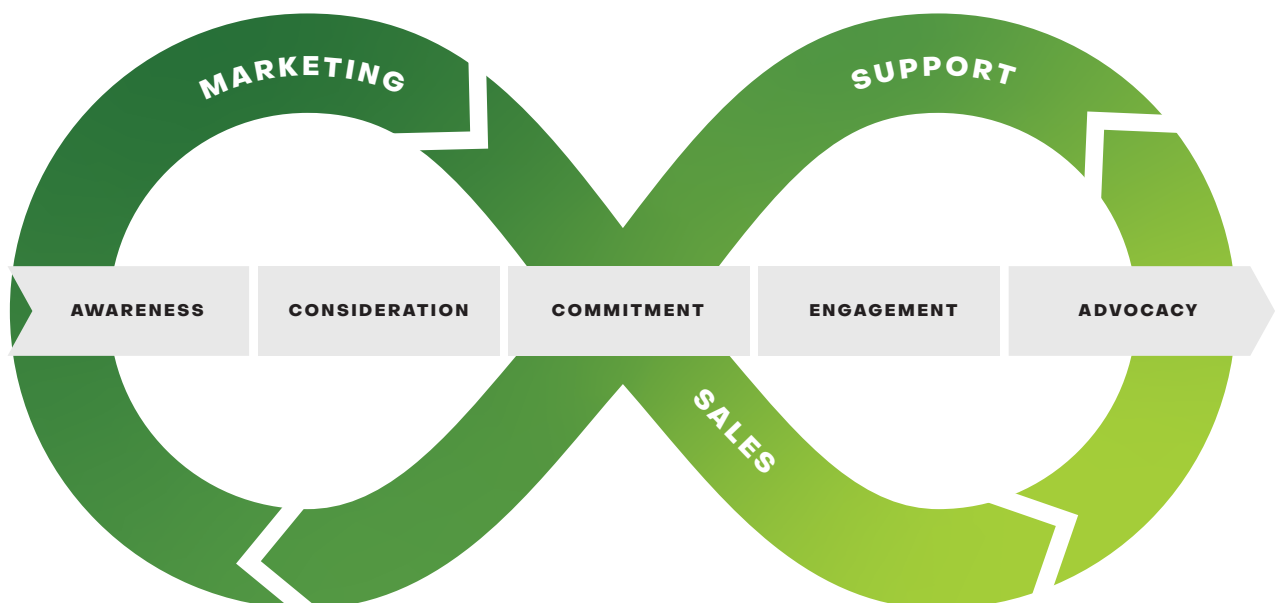 MARKETING
SUPPORT
AWARENESS
CONSIDERATION
COMMITMENT
ENGAGEMENT
ADVOCACY
SALES